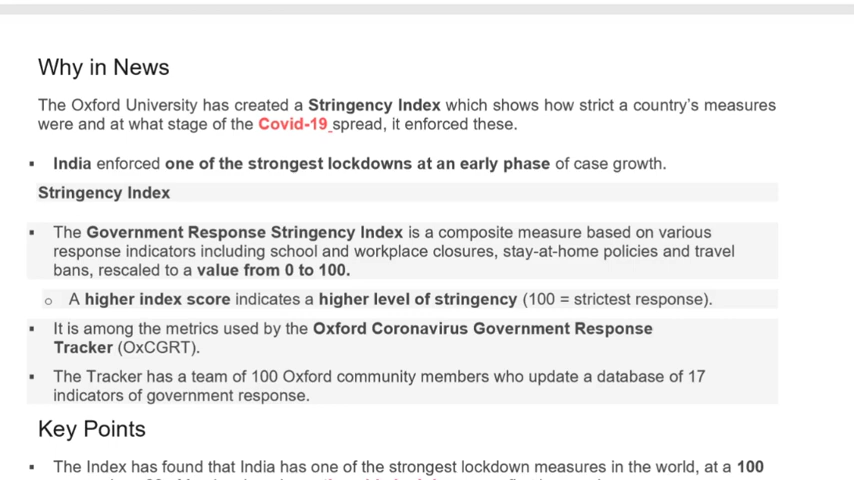 Why in News
The Oxford University has created a Stringency Index which shows how strict a country's measures
were and at what stage of the Covid-19 spread, it enforced these.
▪ India enforced one of the strongest lockdowns at an early phase of case growth.
Stringency Index
▪ The Government Response Stringency Index is a composite measure based on various
response indicators including school and workplace closures, stay-at-home policies and travel
bans, rescaled to a value from 0 to 100.
o A higher index score indicates a higher level of stringency (100 = strictest response).
▪ It is among the metrics used by the Oxford Coronavirus Government Response
Tracker (OxCGRT).
▪ The Tracker has a team of 100 Oxford community members who update a database of 17
indicators of government response.
Key Points
▪ The Index has found that India has one of the strongest lockdown measures in the world, at a 100